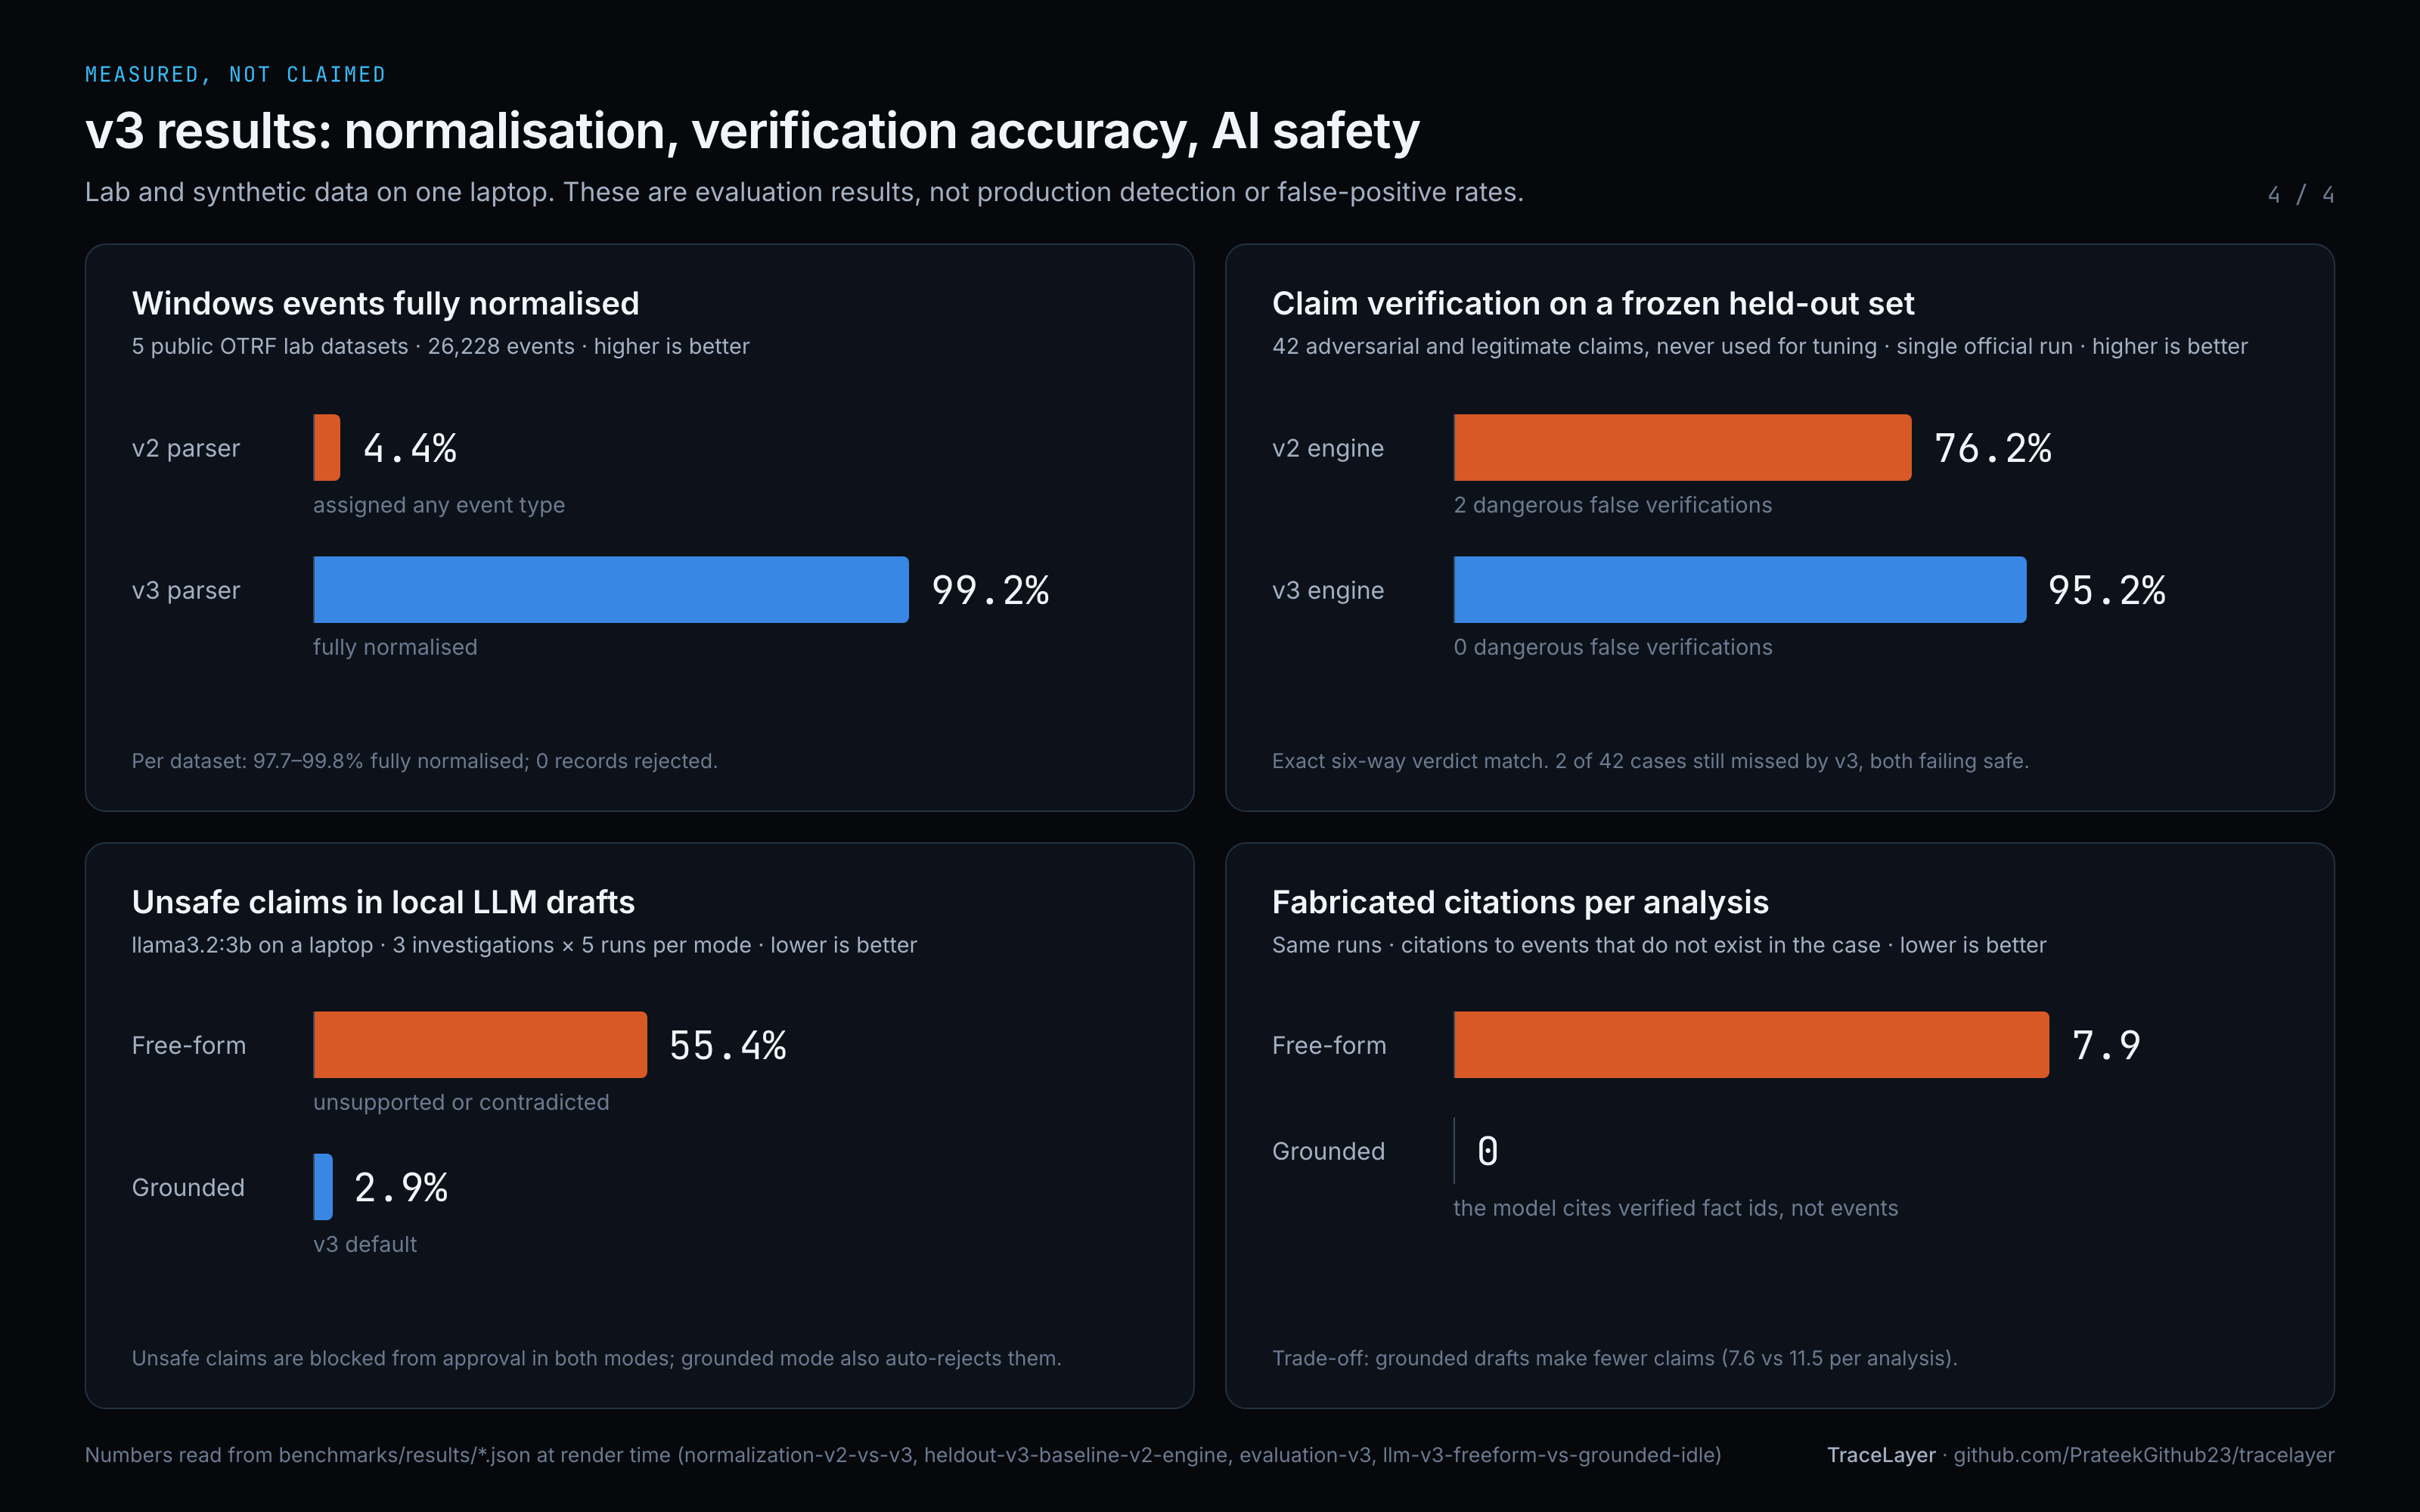 MEASURED, NOT CLAIMED
v3 results: normalisation, verification accuracy, AI safety
Lab and synthetic data on one laptop. These are evaluation results, not production detection or false-positive rates.
4 / 4
Windows events fully normalised
5 public OTRF lab datasets · 26,228 events · higher is better
v2 parser
4.4%
assigned any event type
v3 parser
99.2%
fully normalised
Per dataset: 97.7–99.8% fully normalised; 0 records rejected.
Claim verification on a frozen held-out set
42 adversarial and legitimate claims, never used for tuning · single official run · higher is better
v2 engine
76.2%
2 dangerous false verifications
v3 engine
95.2%
0 dangerous false verifications
Exact six-way verdict match. 2 of 42 cases still missed by v3, both failing safe.
Unsafe claims in local LLM drafts
llama3.2:3b on a laptop · 3 investigations × 5 runs per mode · lower is better
Free-form
55.4%
unsupported or contradicted
Grounded
2.9%
v3 default
Unsafe claims are blocked from approval in both modes; grounded mode also auto-rejects them.
Fabricated citations per analysis
Same runs · citations to events that do not exist in the case · lower is better
Free-form
7.9
Grounded
0
the model cites verified fact ids, not events
Trade-off: grounded drafts make fewer claims (7.6 vs 11.5 per analysis).
Numbers read from benchmarks/results/*.json at render time (normalization-v2-vs-v3, heldout-v3-baseline-v2-engine, evaluation-v3, llm-v3-freeform-vs-grounded-idle)
TraceLayer · github.com/PrateekGithub23/tracelayer